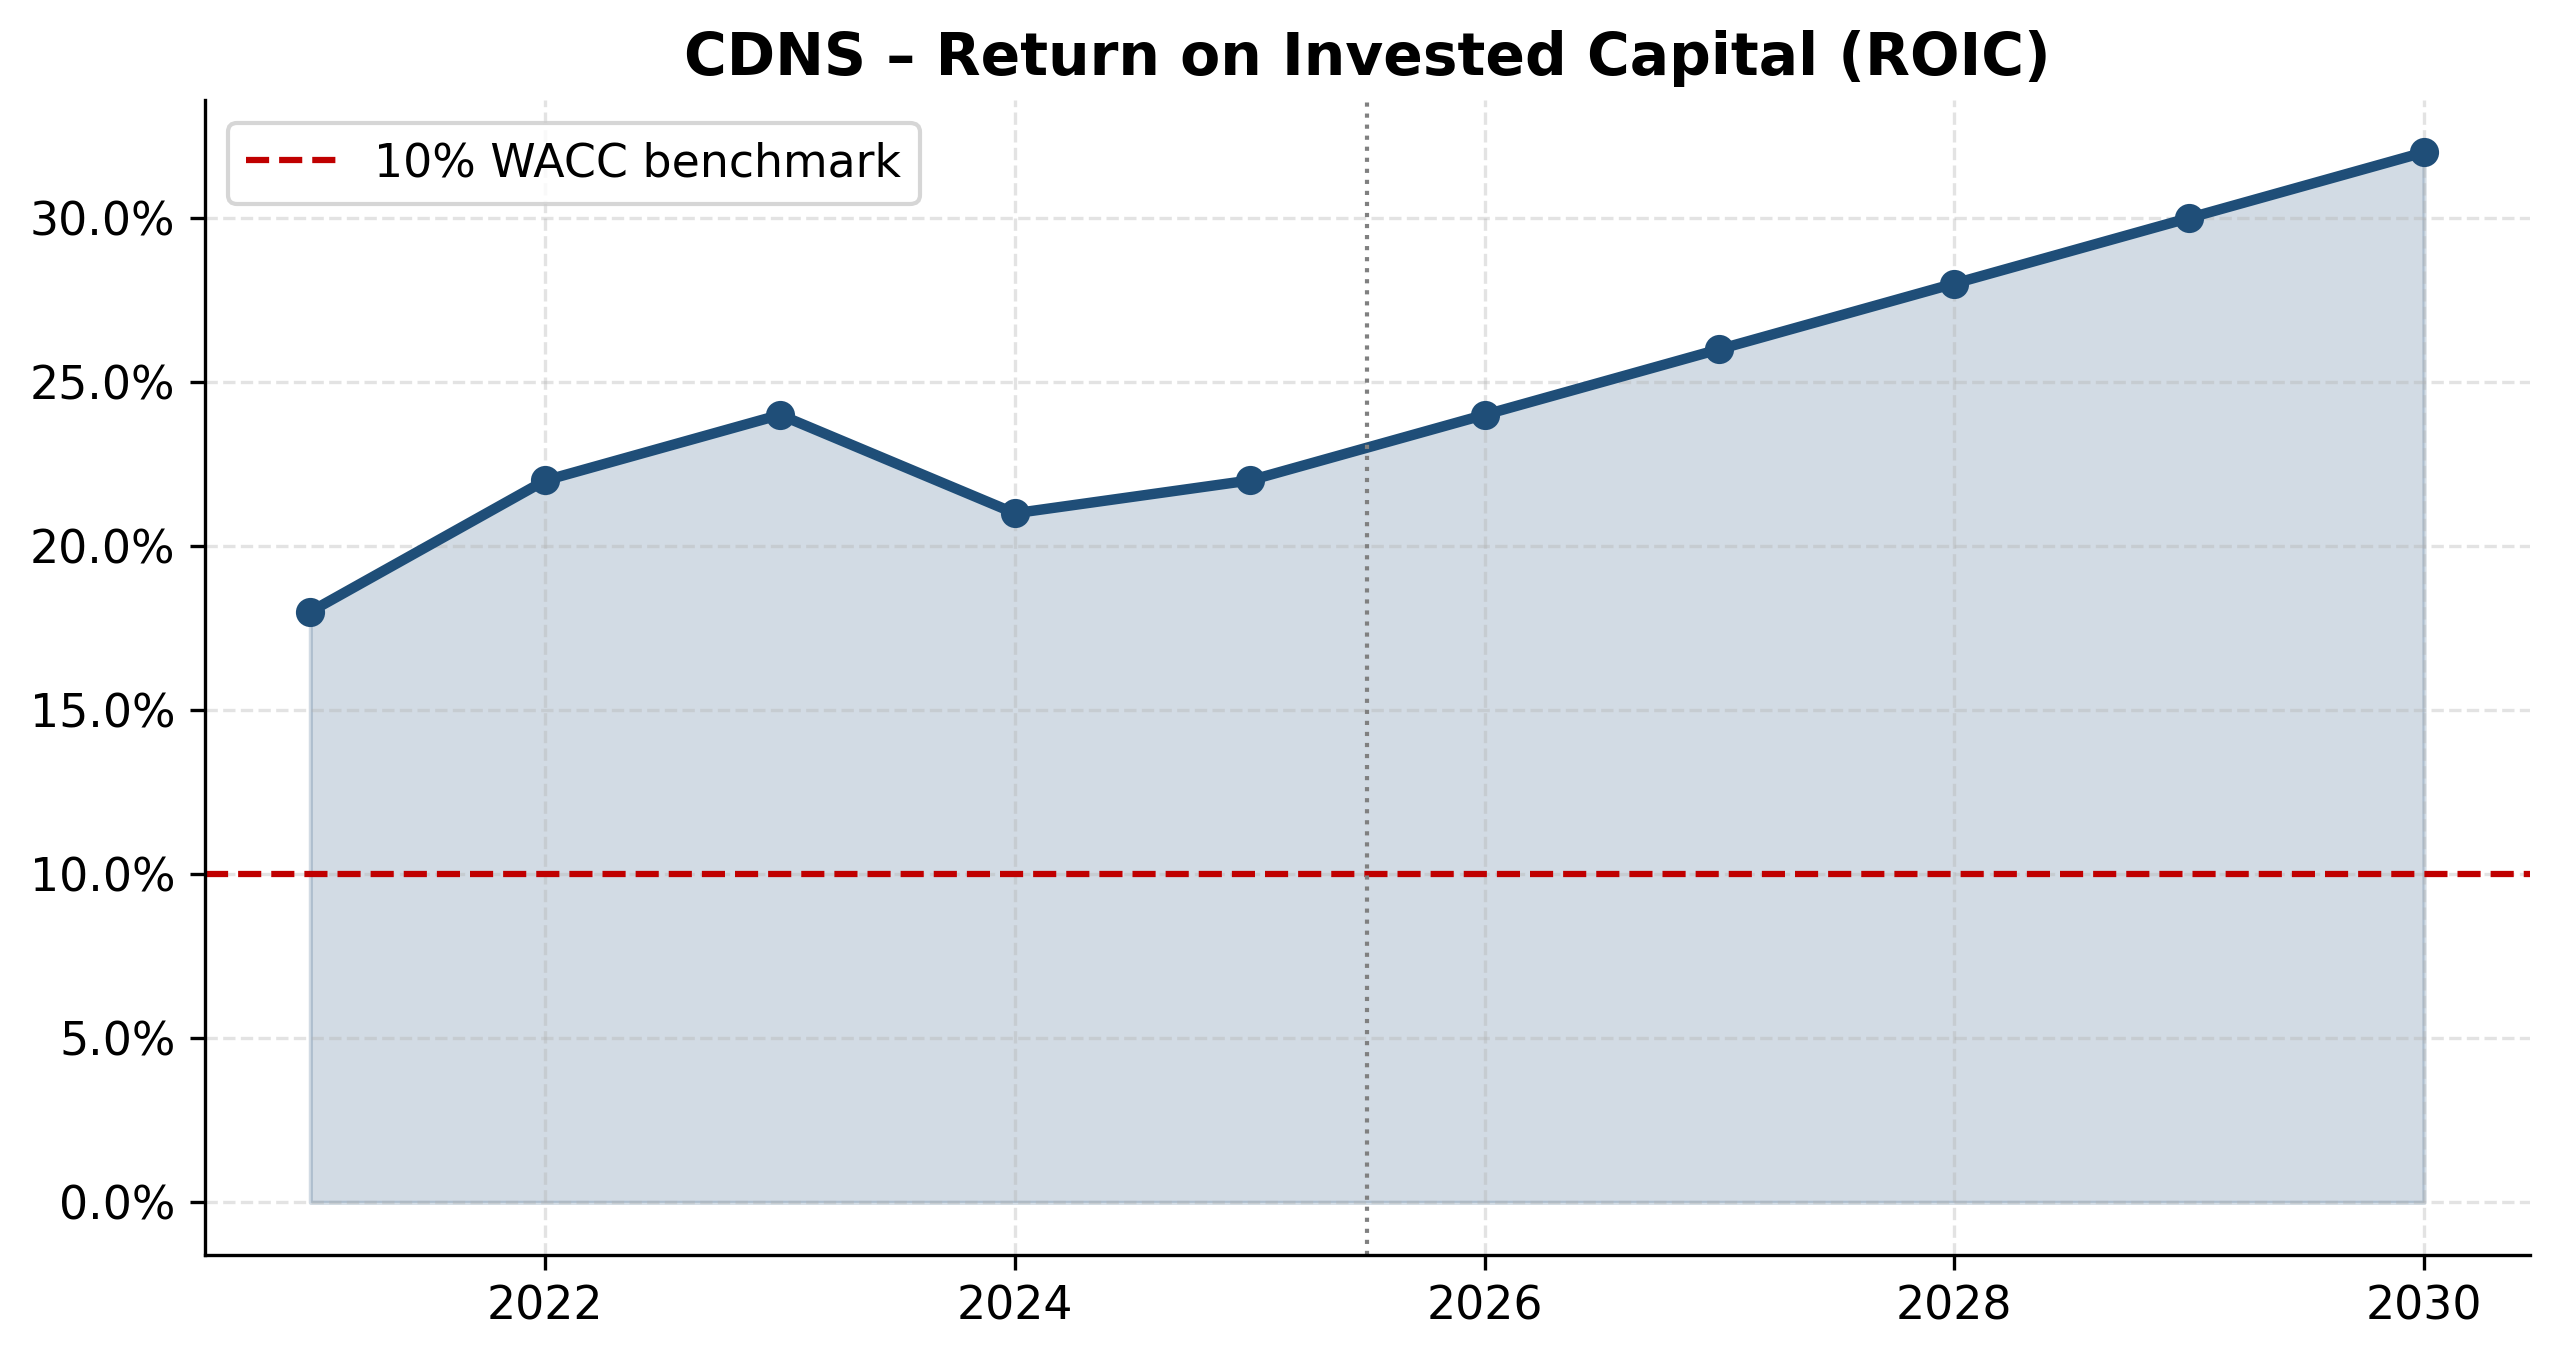 CDNS – Return on Invested Capital (ROIC)
10% WACC benchmark
30.0%
25.0%
20.0%
15.0%
10.0%
5.0%
0.0%
2022 2024 2026 2028 2030